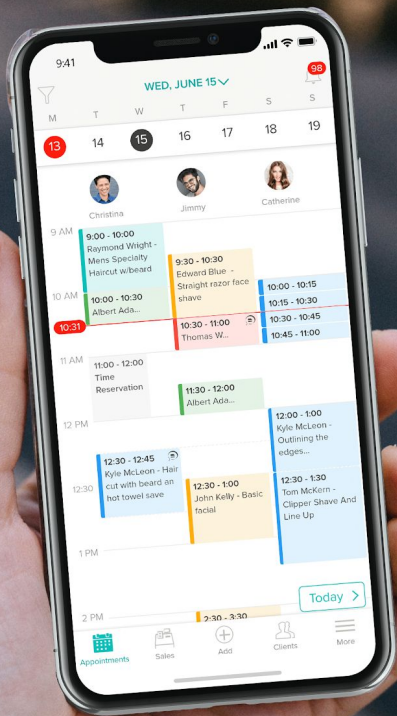 9:41
WED, JUNE 15
98
M T W T F S S
13 14 15 16 17 18 19
Christina
Jimmy
Catherine
9 AM
9:00 - 10:00
Raymond Wright -
Mens Specialty
Haircut w/beard
9:30 - 10:30
Edward Blue -
Straight razor face
shave
10 AM
10:00 - 10:30
Albert Ada...
10:00 - 10:15
10:15 - 10:30
10:30 - 10:45
10:45 - 11:00
10:31
10:30 - 11:00
Thomas W...
11 AM
11:00 - 12:00
Time
Reservation
11:30 - 12:00
Albert Ada...
12 PM
12:00 - 1:00
Kyle McLeon -
Outlining the
edges...
12:30
12:30 - 12:45
Kyle McLeon - Hair
cut with beard an
hot towel save
12:30 - 1:00
John Kelly - Basic
facial
12:30 - 1:30
Tom McKern -
Clipper Shave And
Line Up
1 PM
Today
2 PM
2:30 - 3:30
Appointments
Sales
Add
Clients
More